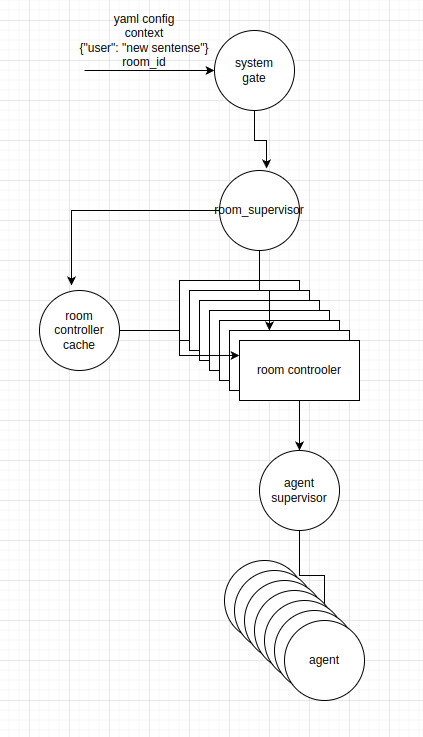 yaml config
context
{"user": "new sentense"}
room_id
system
gate
room_supervisor
room
controller
cache
room controoler
agent
supervisor
agent